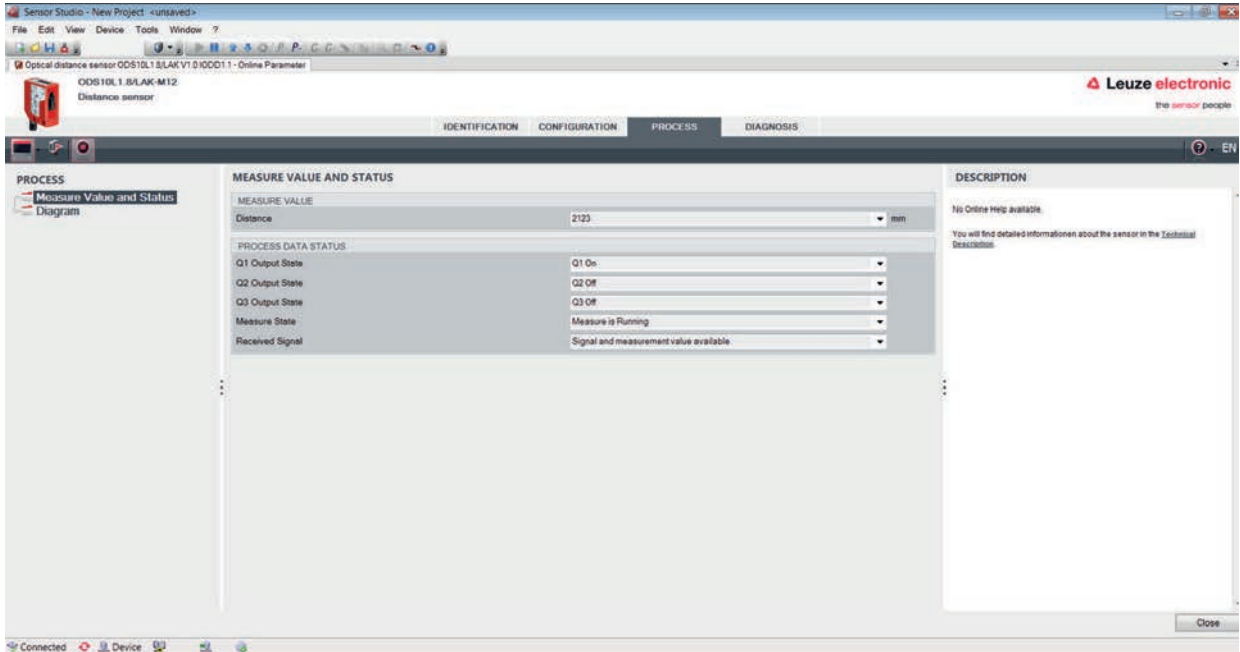 Sensor Studio - New Project <unsaved>
File Edit View Device Tools Window ?
Optical distance sensor ODS10L1.8/LAK V1.0 IODD1.1 - Online Parameter
ODS10L1.8/LAK-M12
Distance sensor
Leuze electronic
the sensor people
IDENTIFICATION CONFIGURATION PROCESS DIAGNOSIS
EN
PROCESS
Measure Value and Status
Diagram
MEASURE VALUE AND STATUS
MEASURE VALUE
Distance 2123 mm
PROCESS DATA STATUS
Q1 Output State Q1 On
Q2 Output State Q2 Off
Q3 Output State Q3 Off
Measure State Measure is Running
Received Signal Signal and measurement value available
DESCRIPTION
No Online Help available.
You will find detailed informationen about the sensor in the Technical
Description.
Close
Connected Device